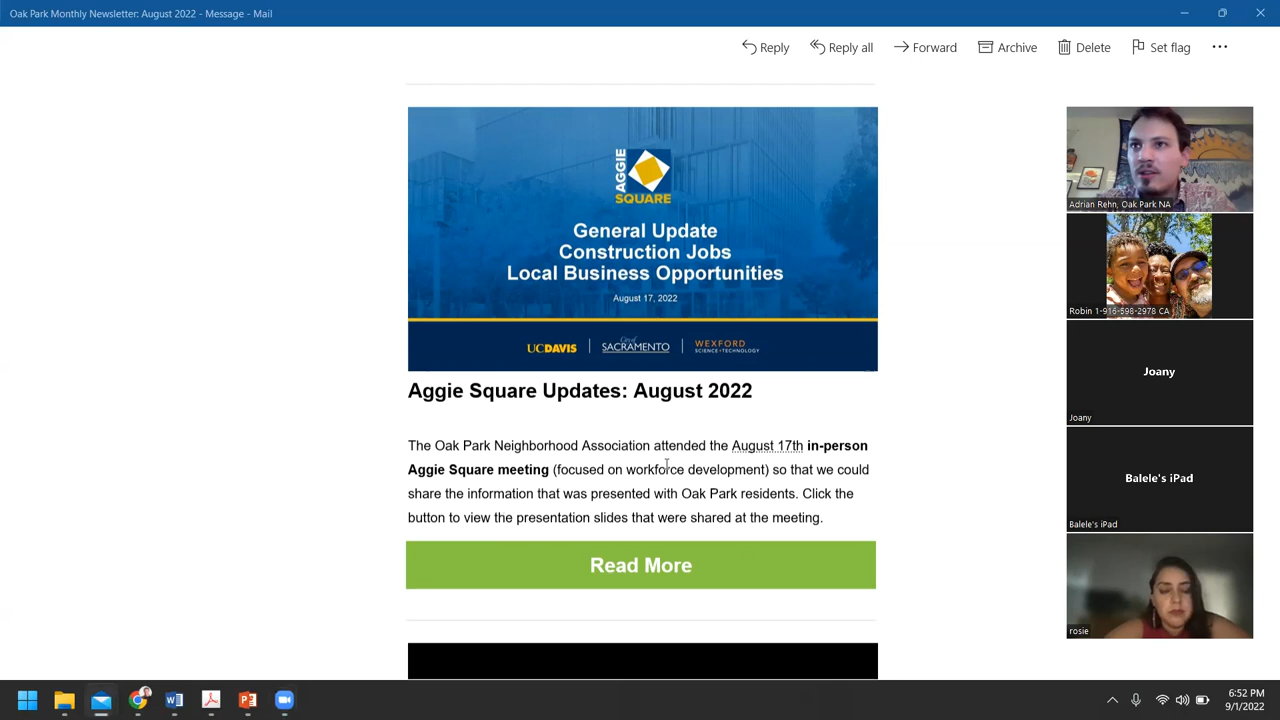 Oak Park Monthly Newsletter: August 2022 - Message - Mail
Reply
Reply all
Forward
Archive
Delete
Set flag
AGGIE
SQUARE
General Update
Construction Jobs
Local Business Opportunities
August 17, 2022
UCDAVIS
City of
SACRAMENTO
WEXFORD
SCIENCE+TECHNOLOGY
Aggie Square Updates: August 2022
The Oak Park Neighborhood Association attended the August 17th in-person
Aggie Square meeting (focused on workforce development) so that we could
share the information that was presented with Oak Park residents. Click the
button to view the presentation slides that were shared at the meeting.
Read More
Adrian Rehn, Oak Park NA
Robin 1-916-598-2978 CA
Joany
Joany
Balele's iPad
Balele's iPad
rosie
6:52 PM
9/1/2022